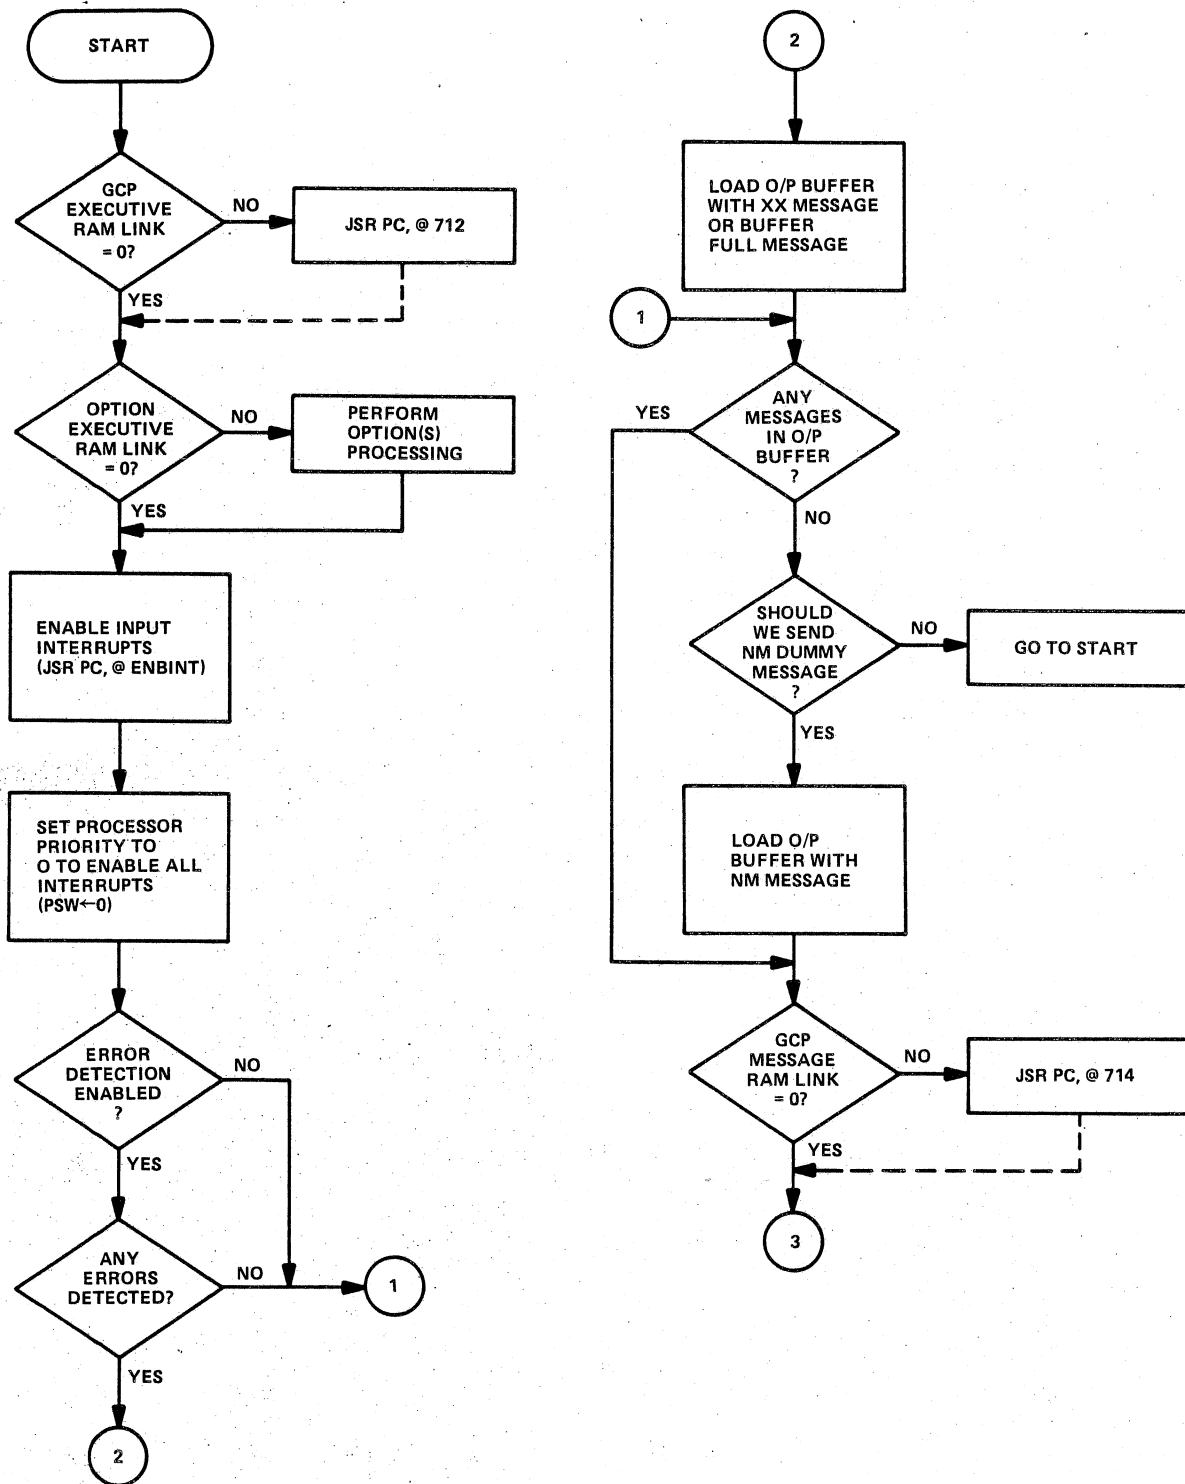 START
GCP
EXECUTIVE
RAM LINK
= 0?
NO
JSR PC, @ 712
YES
OPTION
EXECUTIVE
RAM LINK
= 0?
NO
PERFORM
OPTION(S)
PROCESSING
YES
ENABLE INPUT
INTERRUPTS
(JSR PC, @ ENBINT)
SET PROCESSOR
PRIORITY TO
O TO ENABLE ALL
INTERRUPTS
(PSW←0)
ERROR
DETECTION
ENABLED
?
NO
YES
ANY
ERRORS
DETECTED?
NO
1
YES
2
2
LOAD O/P BUFFER
WITH XX MESSAGE
OR BUFFER
FULL MESSAGE
1
ANY
MESSAGES
IN O/P
BUFFER
?
YES
NO
SHOULD
WE SEND
NM DUMMY
MESSAGE
?
NO
GO TO START
YES
LOAD O/P
BUFFER WITH
NM MESSAGE
GCP
MESSAGE
RAM LINK
= 0?
NO
JSR PC, @ 714
YES
3